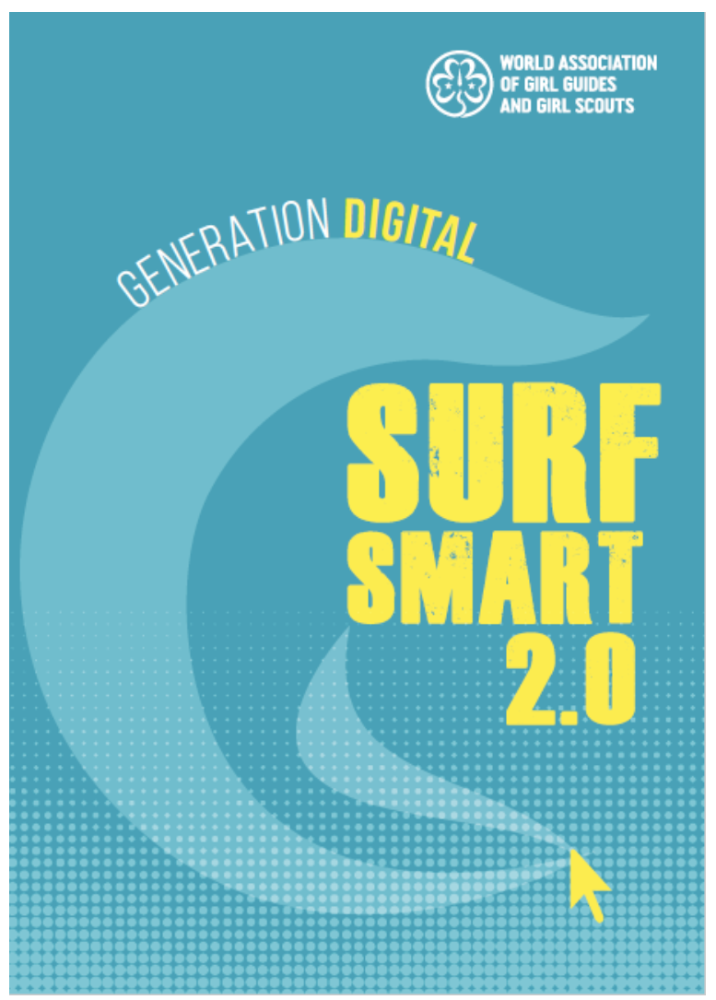 WORLD ASSOCIATION
OF GIRL GUIDES
AND GIRL SCOUTS
GENERATION DIGITAL
SURF
SMART
2.0